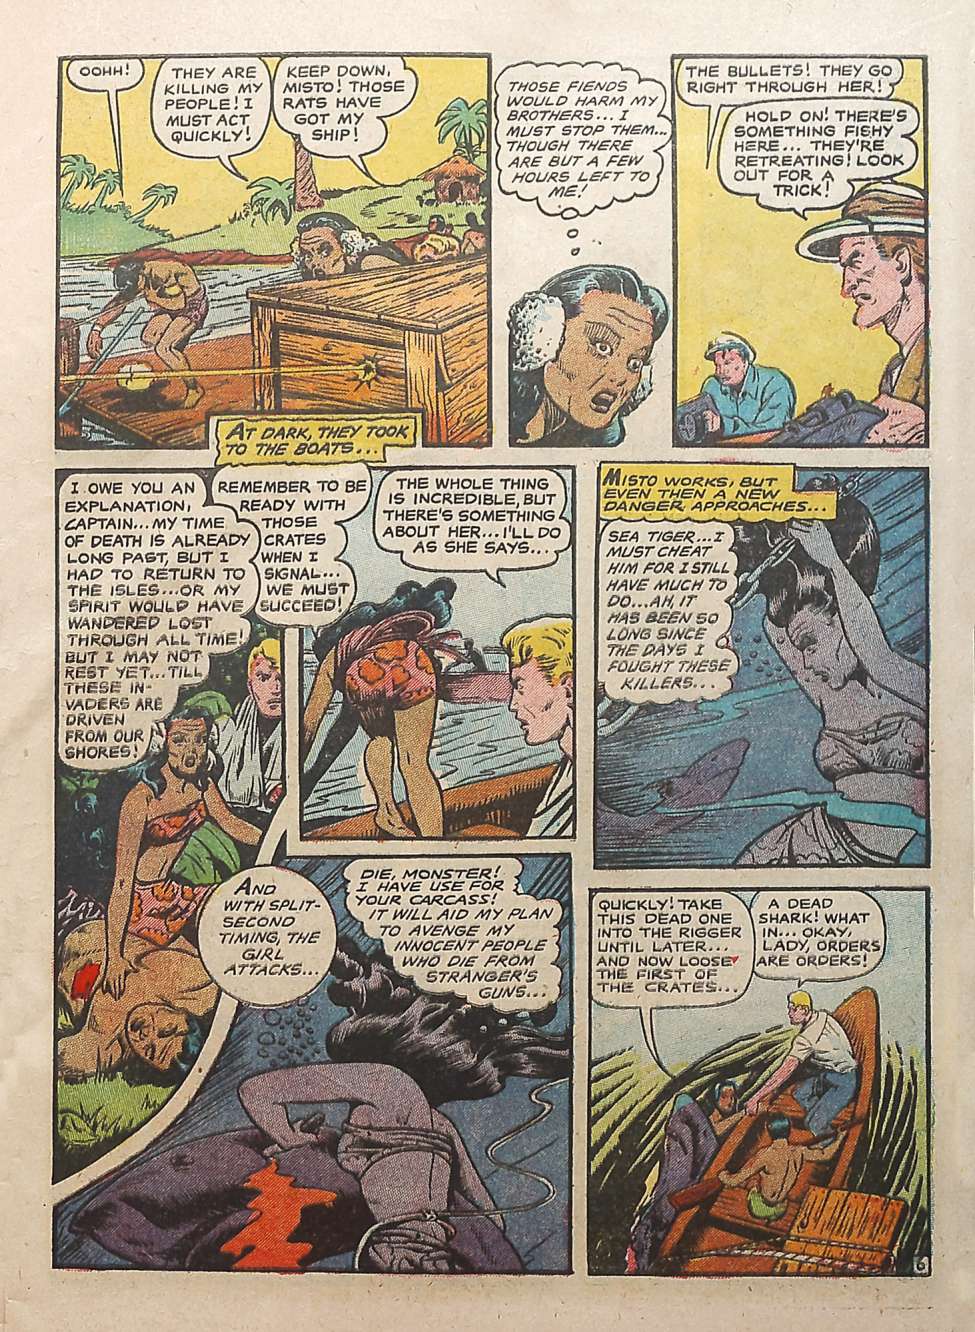 OOHH!
THEY ARE
KILLING MY
PEOPLE! I
MUST ACT
QUICKLY!
KEEP DOWN,
MISTO! THOSE
RATS HAVE
GOT MY
SHIP!
THOSE FIENDS
WOULD HARM MY
BROTHERS... I
MUST STOP THEM...
THOUGH THERE
ARE BUT A FEW
HOURS LEFT TO
ME!
THE BULLETS! THEY GO
RIGHT THROUGH HER!
HOLD ON! THERE'S
SOMETHING FISHY
HERE... THEY'RE
RETREATING! LOOK
OUT FOR A
TRICK!
AT DARK, THEY TOOK
TO THE BOATS...
I OWE YOU AN
EXPLANATION,
CAPTAIN... MY TIME
OF DEATH IS ALREADY
LONG PAST, BUT I
HAD TO RETURN TO
THE ISLES...OR MY
SPIRIT WOULD HAVE
WANDERED LOST
THROUGH ALL TIME!
BUT I MAY NOT
REST YET... TILL
THESE IN-
VADERS ARE
DRIVEN
FROM OUR
SHORES!
REMEMBER TO BE
READY WITH
THOSE
CRATES
WHEN I
SIGNAL...
WE MUST
SUCCEED!
THE WHOLE THING
IS INCREDIBLE, BUT
THERE'S SOMETHING
ABOUT HER...I'LL DO
AS SHE SAYS...
MISTO WORKS, BUT
EVEN THEN A NEW
DANGER APPROACHES...
SEA TIGER... I
MUST CHEAT
HIM FOR I STILL
HAVE MUCH TO
DO...AH, IT
HAS BEEN SO
LONG SINCE
THE DAYS I
FOUGHT THESE
KILLERS...
AND
WITH SPLIT-
SECOND
TIMING, THE
GIRL
ATTACKS...
DIE, MONSTER!
I HAVE USE FOR
YOUR CARCASS!
IT WILL AID MY PLAN
TO AVENGE MY
INNOCENT PEOPLE
WHO DIE FROM
STRANGER'S
GUNS...
QUICKLY! TAKE
THIS DEAD ONE
INTO THE RIGGER
UNTIL LATER...
AND NOW LOOSE
THE FIRST OF
THE CRATES...
A DEAD
SHARK! WHAT
IN... OKAY,
LADY, ORDERS
ARE ORDERS!
6